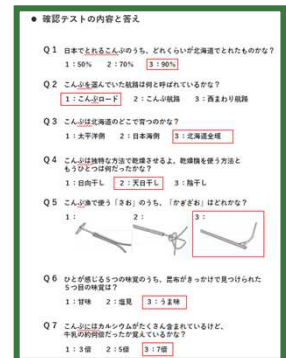 ● 確認テストの内容と答え
Q1 日本でとれるこんぶのうち、どれくらいが北海道でとれたものかな？
1：50% 2：70% 3：90%
Q2 こんぶを運んでいた航路は何と呼ばれているかな？
1：こんぶロード 2：こんぶ航路 3：西まわり航路
Q3 こんぶは北海道のどこで育つのかな？
1：太平洋側 2：日本海側 3：北海道全域
Q4 こんぶは独特な方法で乾燥させるよ、乾燥機を使う方法と
もうひとつは何だったかな？
1：日向干し 2：天日干し 3：陰干し
Q5 こんぶ漁で使う「さお」のうち、「かぎざお」はどれかな？
1： 2： 3：
Q6 ひとが感じる５つの味覚のうち、昆布がきっかけで見つけられた
５つ目の味覚は？
1：甘味 2：塩見 3：うま味
Q7 こんぶにはカルシウムがたくさん含まれているけど、
牛乳の約何倍だったか覚えているかな？
1：3倍 2：5倍 3：7倍